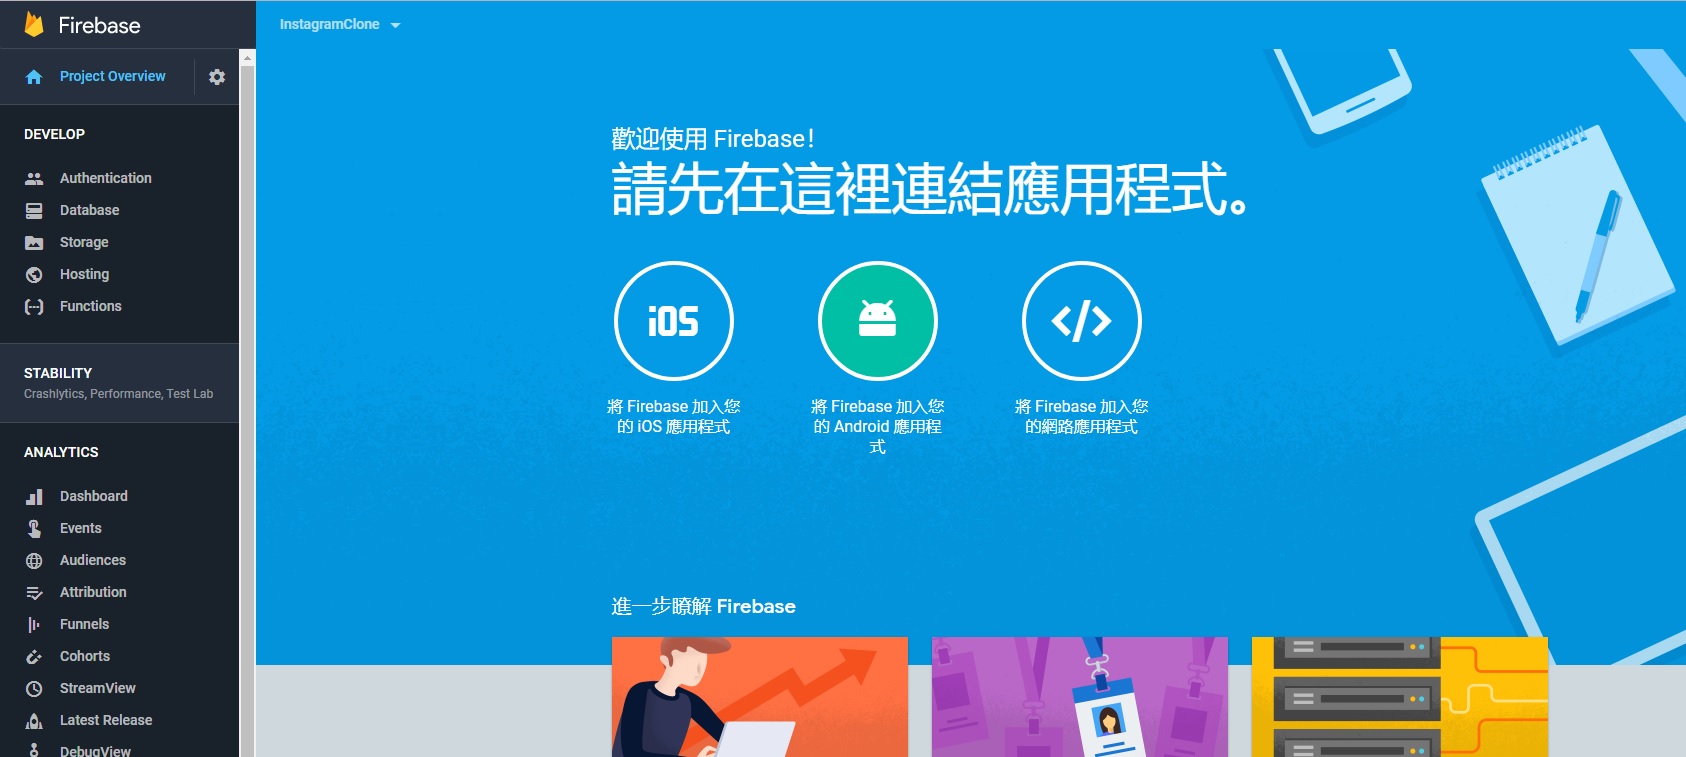 Firebase
InstagramClone
Project Overview
DEVELOP
Authentication
Database
Storage
Hosting
Functions
STABILITY
Crashlytics, Performance, Test Lab
ANALYTICS
Dashboard
Events
Audiences
Attribution
Funnels
Cohorts
StreamView
Latest Release
DebugView
歡迎使用 Firebase！
請先在這裡連結應用程式。
iOS
將 Firebase 加入您
的 iOS 應用程式
將 Firebase 加入您
的 Android 應用程
式
</>
將 Firebase 加入您
的網路應用程式
進一步瞭解 Firebase